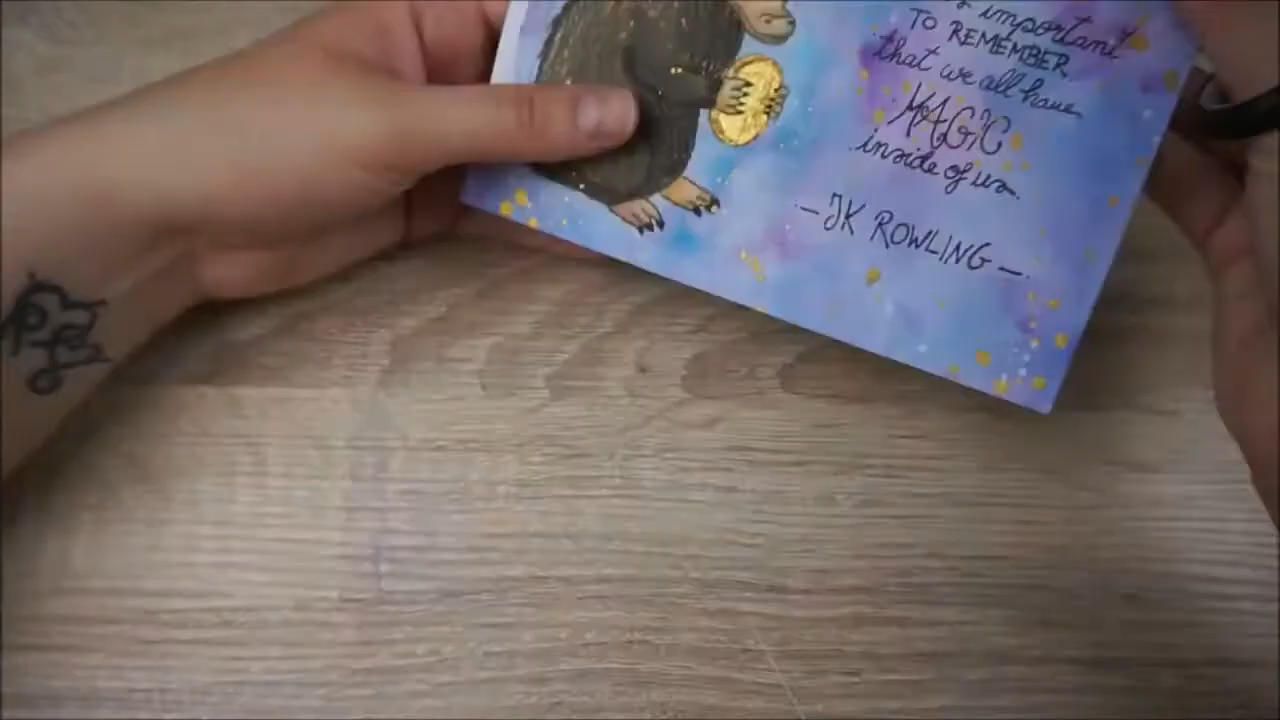 important
TO REMEMBER
that we all have
MAGIC
inside of us.
— JK ROWLING —